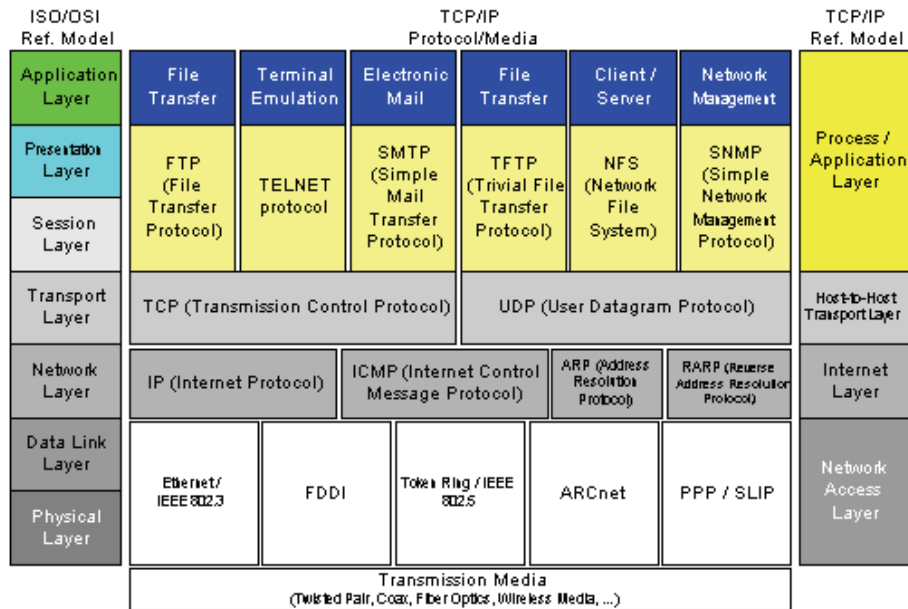 ISO/OSI
Ref. Model
TCP/IP
Protocol/Media
TCP/IP
Ref. Model
Application
Layer
File
Transfer
Terminal
Emulation
Electronic
Mail
File
Transfer
Client /
Server
Network
Management
Process /
Application
Layer
Presentation
Layer
Session
Layer
FTP
(File
Transfer
Protocol)
TELNET
protocol
SMTP
(Simple
Mail
Transfer
Protocol)
TFTP
(Trivial File
Transfer
Protocol)
NFS
(Network
File
System)
SNMP
(Simple
Network
Management
Protocol)
Transport
Layer
TCP (Transmission Control Protocol)
UDP (User Datagram Protocol)
Host-to-Host
Transport Layer
Network
Layer
IP (Internet Protocol)
ICMP (Internet Control
Message Protocol)
ARP (Address
Resolution
Protocol)
RARP (Reverse
Address Resolution
Protocol)
Internet
Layer
Data Link
Layer
Physical
Layer
Ethernet /
IEEE 802.3
FDDI
Token Ring / IEEE
802.5
ARCnet
PPP / SLIP
Network
Access
Layer
Transmission Media
(Twisted Pair, Coax, Fiber Optics, Wireless Media, ...)